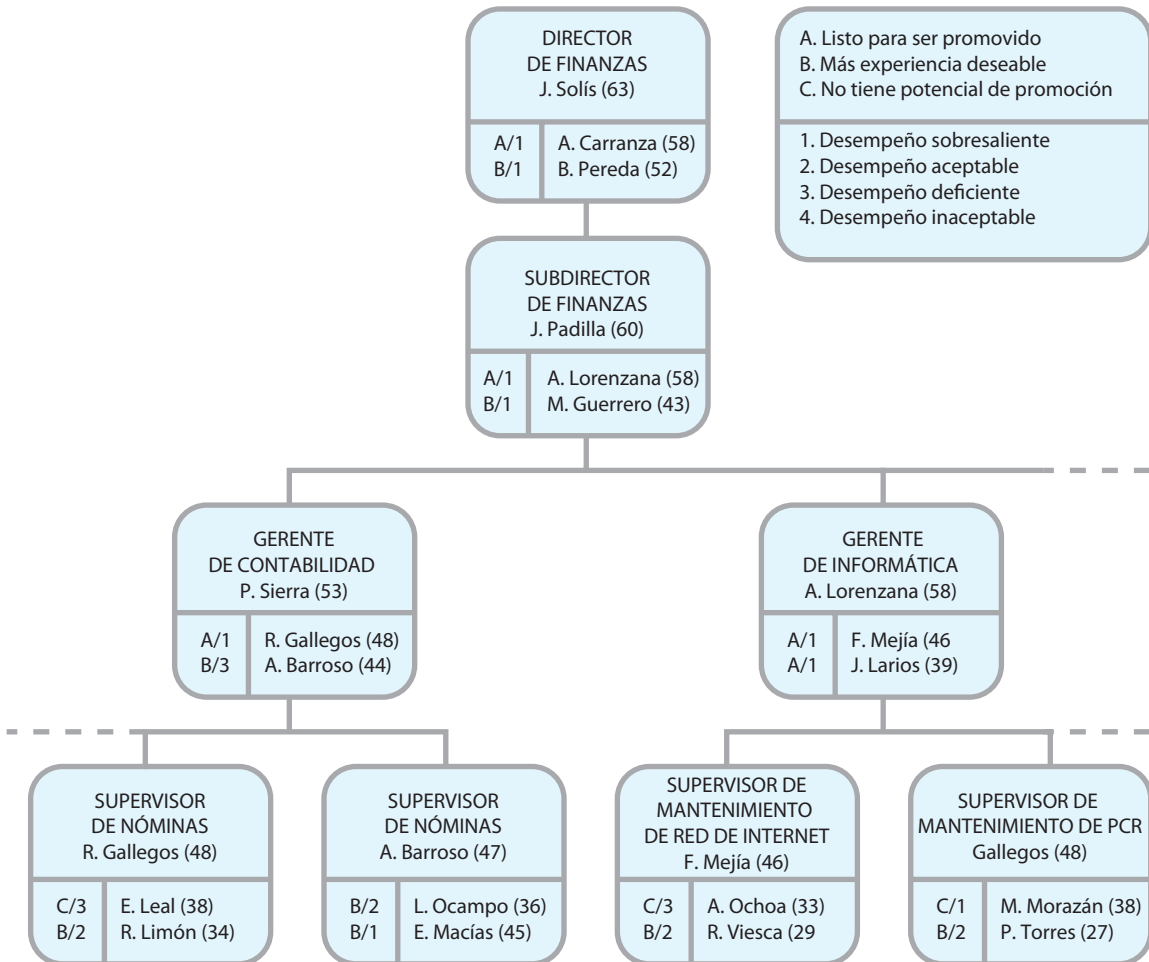 DIRECTOR
DE FINANZAS
J. Solís (63)
A/1 A. Carranza (58)
B/1 B. Pereda (52)
A. Listo para ser promovido
B. Más experiencia deseable
C. No tiene potencial de promoción
1. Desempeño sobresaliente
2. Desempeño aceptable
3. Desempeño deficiente
4. Desempeño inaceptable
SUBDIRECTOR
DE FINANZAS
J. Padilla (60)
A/1 A. Lorenzana (58)
B/1 M. Guerrero (43)
GERENTE
DE CONTABILIDAD
P. Sierra (53)
A/1 R. Gallegos (48)
B/3 A. Barroso (44)
GERENTE
DE INFORMÁTICA
A. Lorenzana (58)
A/1 F. Mejía (46
A/1 J. Larios (39)
SUPERVISOR
DE NÓMINAS
R. Gallegos (48)
C/3 E. Leal (38)
B/2 R. Limón (34)
SUPERVISOR
DE NÓMINAS
A. Barroso (47)
B/2 L. Ocampo (36)
B/1 E. Macías (45)
SUPERVISOR DE
MANTENIMIENTO
DE RED DE INTERNET
F. Mejía (46)
C/3 A. Ochoa (33)
B/2 R. Viesca (29
SUPERVISOR DE
MANTENIMIENTO DE PCR
Gallegos (48)
C/1 M. Morazán (38)
B/2 P. Torres (27)